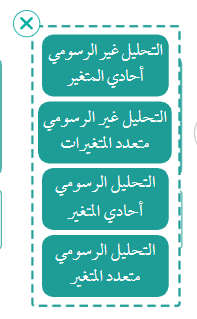 التحليل غير الرسومي
أحادي المتغير
التحليل غير الرسومي
متعدد المتغيرات
التحليل الرسومي
أحادي المتغير
التحليل الرسومي
متعدد المتغير